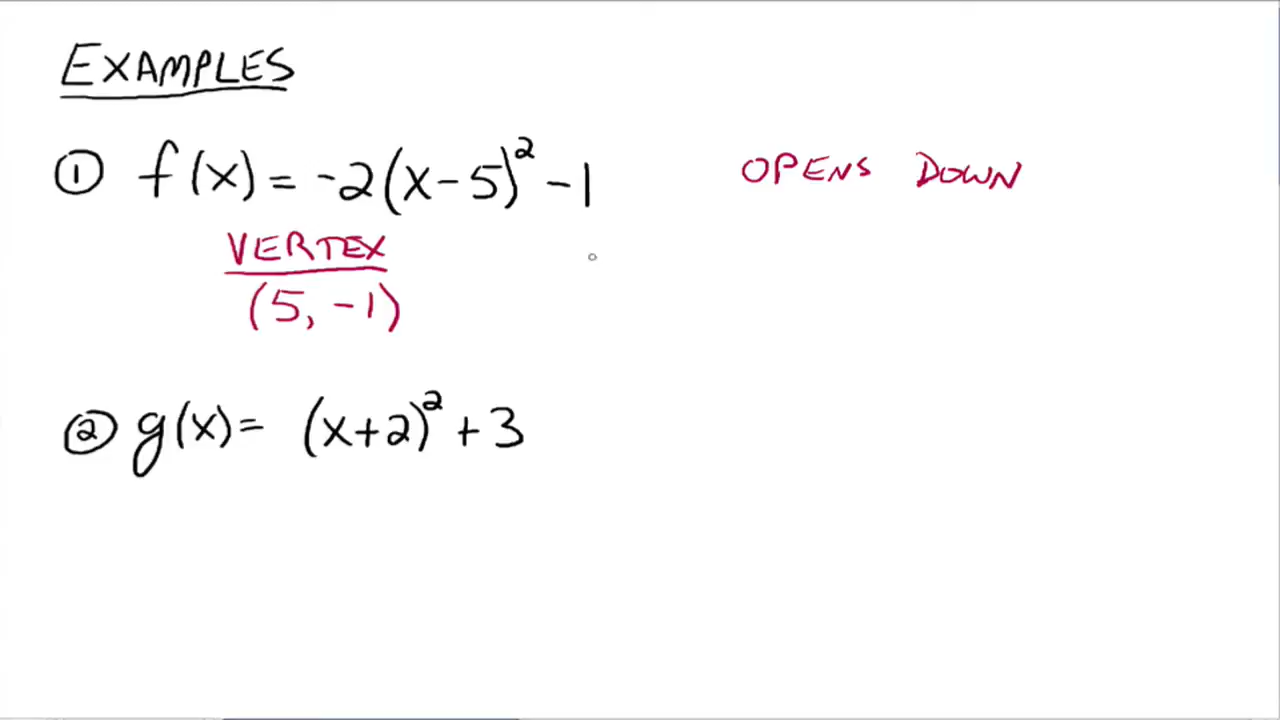 EXAMPLES
① f(x) = -2(x-5)² -1 OPENS DOWN
VERTEX
(5, -1)
② g(x) = (x+2)² + 3